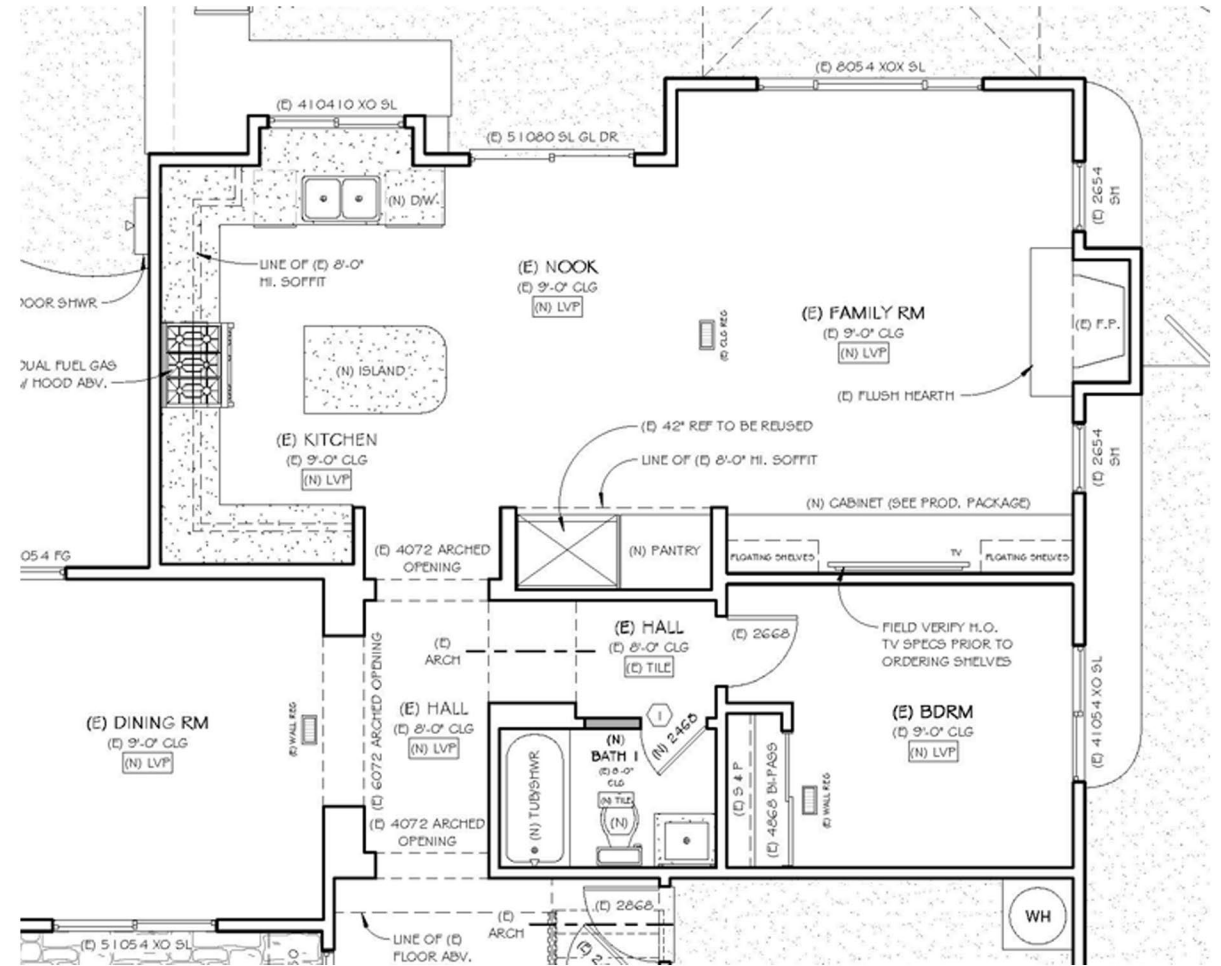 (E) 8054 XOX SL
(E) 410410 XO SL
(E) 51080 SL GL DR
(E) 2654
SH
(N) D/W.
LINE OF (E) 8'-0"
HI. SOFFIT
(E) NOOK
(E) 9'-0" CLG
(N) LVP
OOR SHWR
(E) CLG REG
(E) FAMILY RM
(E) 9'-0" CLG
(N) LVP
(E) F.P.
DUAL FUEL GAS
W/ HOOD ABV.
(N) ISLAND
(E) FLUSH HEARTH
(E) KITCHEN
(E) 9'-0" CLG
(N) LVP
(E) 42" REF TO BE REUSED
LINE OF (E) 8'-0" HI. SOFFIT
(E) 2654
SH
(N) CABINET (SEE PROD. PACKAGE)
054 FG
(E) 4072 ARCHED
OPENING
(N) PANTRY
FLOATING SHELVES
TV
FLOATING SHELVES
(E)
ARCH
(E) HALL
(E) 8'-0" CLG
(E) TILE
(E) 2668
FIELD VERIFY H.O.
TV SPECS PRIOR TO
ORDERING SHELVES
(E) DINING RM
(E) 9'-0" CLG
(N) LVP
(E) WALL REG
(E) 6072 ARCHED OPENING
(E) HALL
(E) 8'-0" CLG
(N) LVP
1
(N) 2468
(N)
BATH 1
(E) 8'-0"
CLG
(N) TILE
(N)
(N) TUB/SHWR
(E) S & P
(E) 4868 BI-PASS
(E) WALL REG
(E) BDRM
(E) 9'-0" CLG
(N) LVP
(E) 41054 XO SL
(E) 4072 ARCHED
OPENING
(E) 2868
(E)
ARCH
WH
(E) 51054 XO SL
LINE OF (E)
FLOOR ABV.